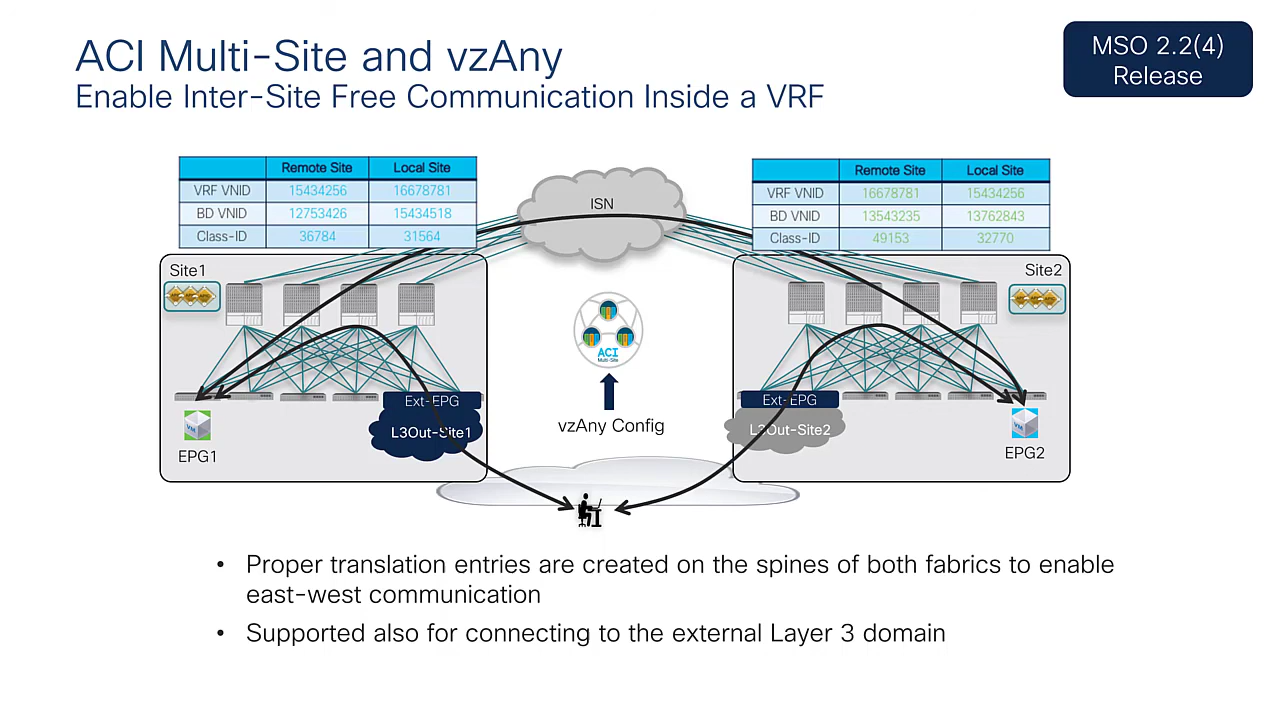 ACI Multi-Site and vzAny
Enable Inter-Site Free Communication Inside a VRF
MSO 2.2(4)
Release
Remote Site Local Site
VRF VNID 15434256 16678781
BD VNID 12753426 15434518
Class-ID 36784 31564
ISN
Remote Site Local Site
VRF VNID 16678781 15434256
BD VNID 13543235 13762843
Class-ID 49153 32770
Site1
Site2
ACI
Multi-Site
vzAny Config
Ext-EPG
L3Out-Site1
Ext-EPG
L3Out-Site2
VM
EPG1
VM
EPG2
• Proper translation entries are created on the spines of both fabrics to enable
east-west communication
• Supported also for connecting to the external Layer 3 domain